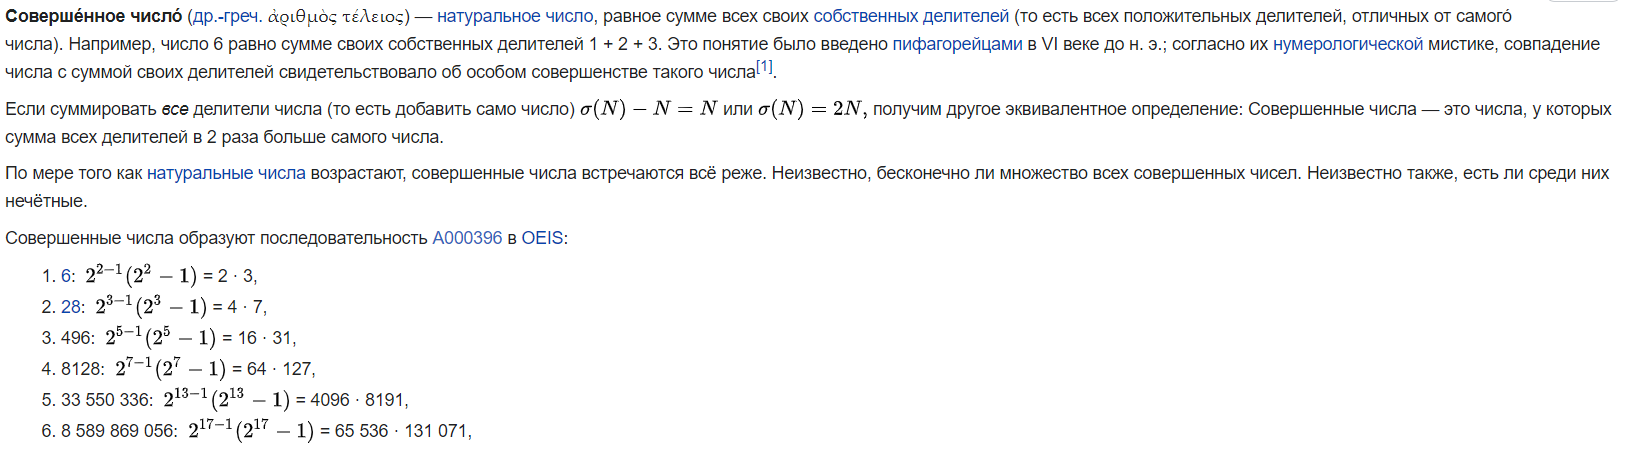 Соверше́нное число́ (др.-греч. ἀριθμὸς τέλειος) — натуральное число, равное сумме всех своих собственных делителей (то есть всех положительных делителей, отличных от самого́
числа). Например, число 6 равно сумме своих собственных делителей 1 + 2 + 3. Это понятие было введено пифагорейцами в VI веке до н. э.; согласно их нумерологической мистике, совпадение
числа с суммой своих делителей свидетельствовало об особом совершенстве такого числа[1].
Если суммировать все делители числа (то есть добавить само число) σ(N) − N = N или σ(N) = 2N, получим другое эквивалентное определение: Совершенные числа — это числа, у которых
сумма всех делителей в 2 раза больше самого числа.
По мере того как натуральные числа возрастают, совершенные числа встречаются всё реже. Неизвестно, бесконечно ли множество всех совершенных чисел. Неизвестно также, есть ли среди них
нечётные.
Совершенные числа образуют последовательность A000396 в OEIS:
1. 6: 2^{2−1}(2^2 − 1) = 2 · 3,
2. 28: 2^{3−1}(2^3 − 1) = 4 · 7,
3. 496: 2^{5−1}(2^5 − 1) = 16 · 31,
4. 8128: 2^{7−1}(2^7 − 1) = 64 · 127,
5. 33 550 336: 2^{13−1}(2^{13} − 1) = 4096 · 8191,
6. 8 589 869 056: 2^{17−1}(2^{17} − 1) = 65 536 · 131 071,